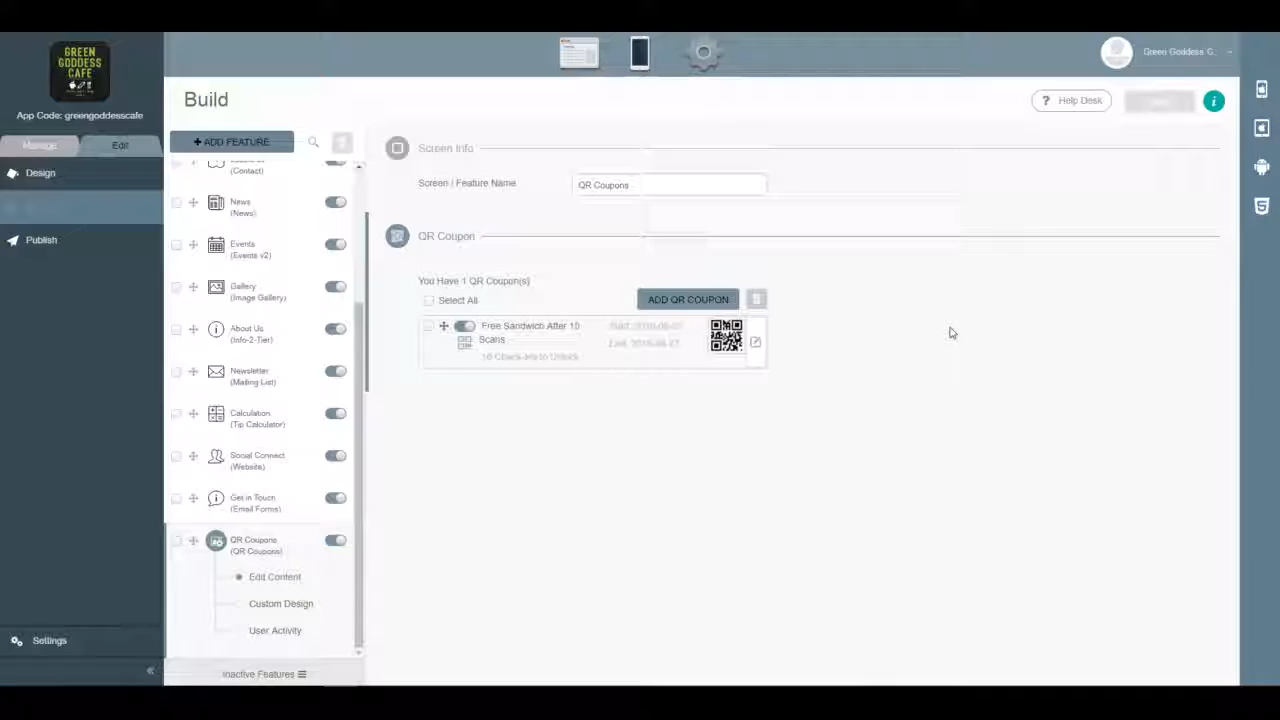 GREEN
GODDESS
CAFE
App Code: greengoddesscafe
Manage
Edit
Design
Publish
Settings
«
Green Goddess G..
Build
? Help Desk
i
+ ADD FEATURE
(Contact)
News
(News)
Events
(Events v2)
Gallery
(Image Gallery)
About Us
(Info-2-Tier)
Newsletter
(Mailing List)
Calculation
(Tip Calculator)
Social Connect
(Website)
Get in Touch
(Email Forms)
QR Coupons
(QR Coupons)
Edit Content
Custom Design
User Activity
Inactive Features
Screen Info
Screen / Feature Name
QR Coupons
QR Coupon
You Have 1 QR Coupon(s)
Select All
ADD QR COUPON
Free Sandwich After 10
Scans
10 Check-ins to Unlock